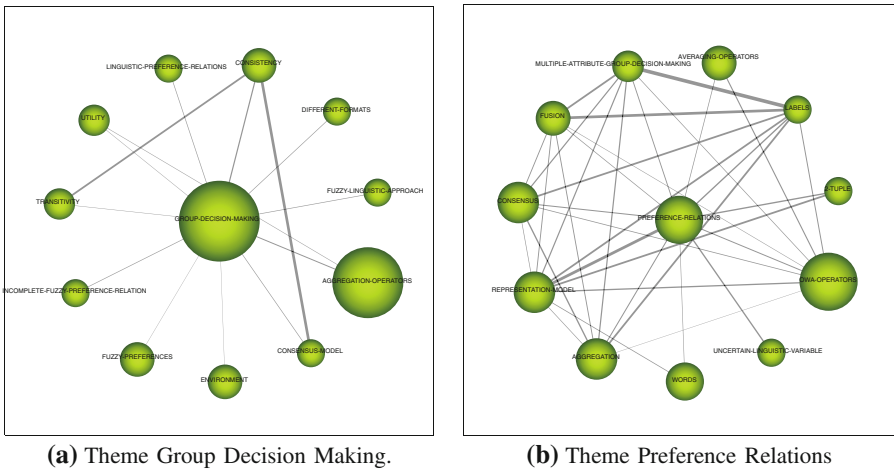 LINGUISTIC-PREFERENCE-RELATIONS
CONSISTENCY
UTILITY
DIFFERENT-FORMATS
TRANSITIVITY
FUZZY-LINGUISTIC-APPROACH
GROUP-DECISION-MAKING
AGGREGATION-OPERATORS
INCOMPLETE-FUZZY-PREFERENCE-RELATION
FUZZY-PREFERENCES
CONSENSUS-MODEL
ENVIRONMENT
(a) Theme Group Decision Making.
AVERAGING-OPERATORS
MULTIPLE-ATTRIBUTE-GROUP-DECISION-MAKING
LABELS
FUSION
2-TUPLE
CONSENSUS
PREFERENCE-RELATIONS
OWA-OPERATORS
REPRESENTATION-MODEL
AGGREGATION
UNCERTAIN-LINGUISTIC-VARIABLE
WORDS
(b) Theme Preference Relations